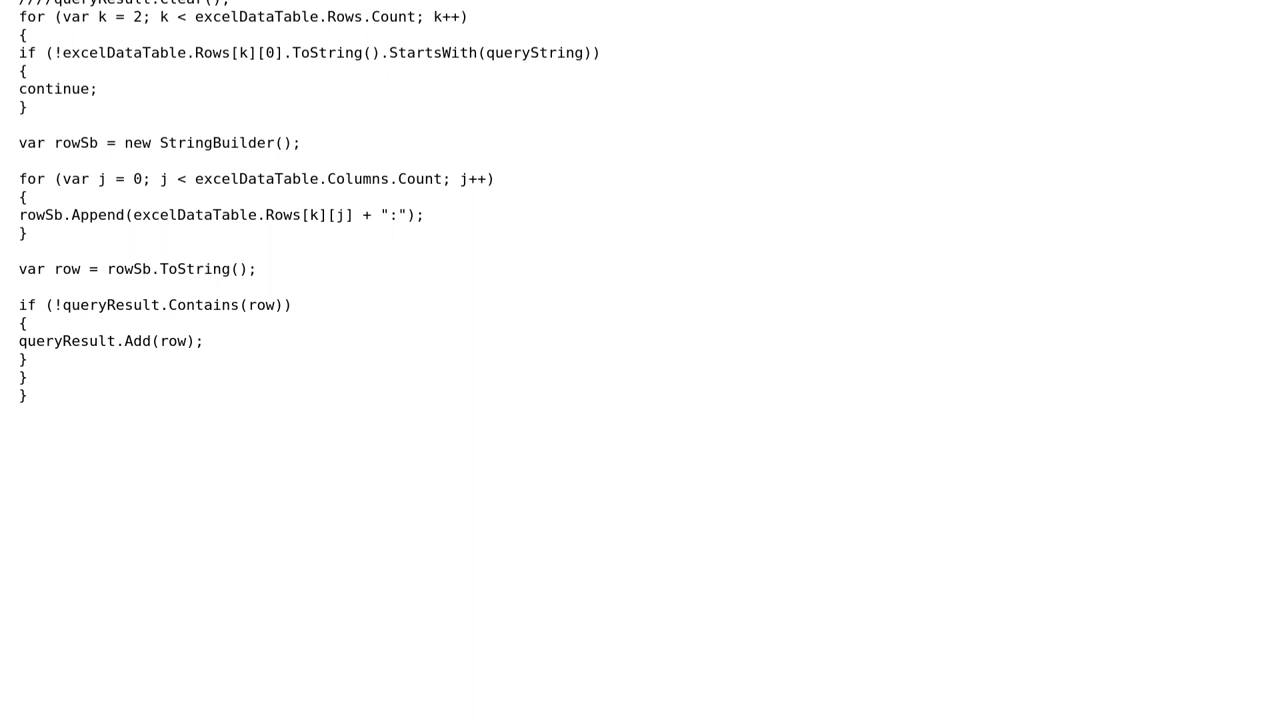 ////queryResult.Clear();
for (var k = 2; k < excelDataTable.Rows.Count; k++)
{
if (!excelDataTable.Rows[k][0].ToString().StartsWith(queryString))
{
continue;
}
var rowSb = new StringBuilder();
for (var j = 0; j < excelDataTable.Columns.Count; j++)
{
rowSb.Append(excelDataTable.Rows[k][j] + ":");
}
var row = rowSb.ToString();
if (!queryResult.Contains(row))
{
queryResult.Add(row);
}
}
}